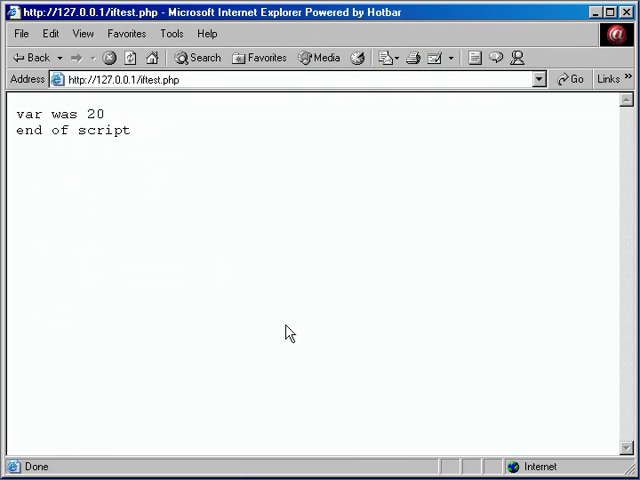 http://127.0.0.1/iftest.php - Microsoft Internet Explorer Powered by Hotbar
File Edit View Favorites Tools Help
Back Search Favorites Media
Address http://127.0.0.1/iftest.php Go Links »
var was 20
end of script
Done Internet